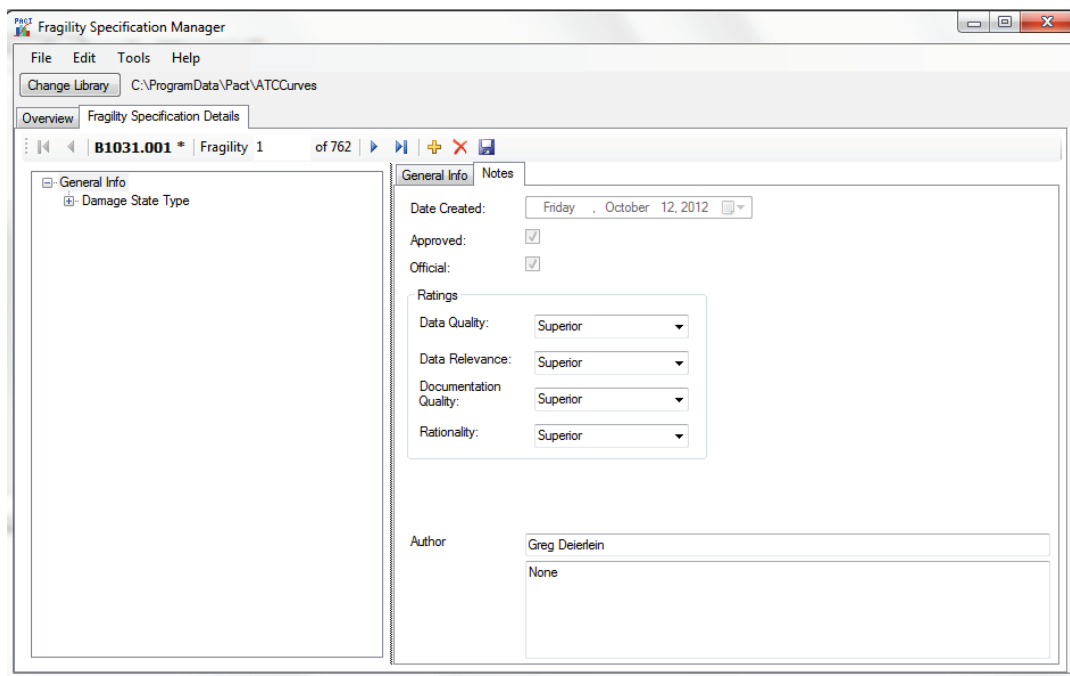 PACT Fragility Specification Manager
File Edit Tools Help
Change Library C:\ProgramData\Pact\ATCCurves
Overview Fragility Specification Details
B1031.001 * Fragility 1 of 762
General Info
Damage State Type
General Info Notes
Date Created: Friday , October 12, 2012
Approved:
Official:
Ratings
Data Quality: Superior
Data Relevance: Superior
Documentation
Quality: Superior
Rationality: Superior
Author Greg Deierlein
None